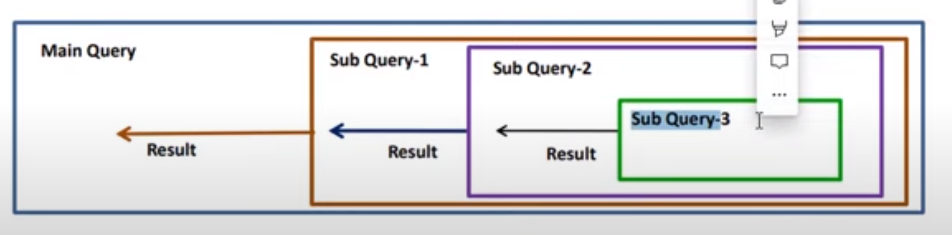 Main Query
Sub Query-1
Sub Query-2
Sub Query-3
Result
Result
Result
...